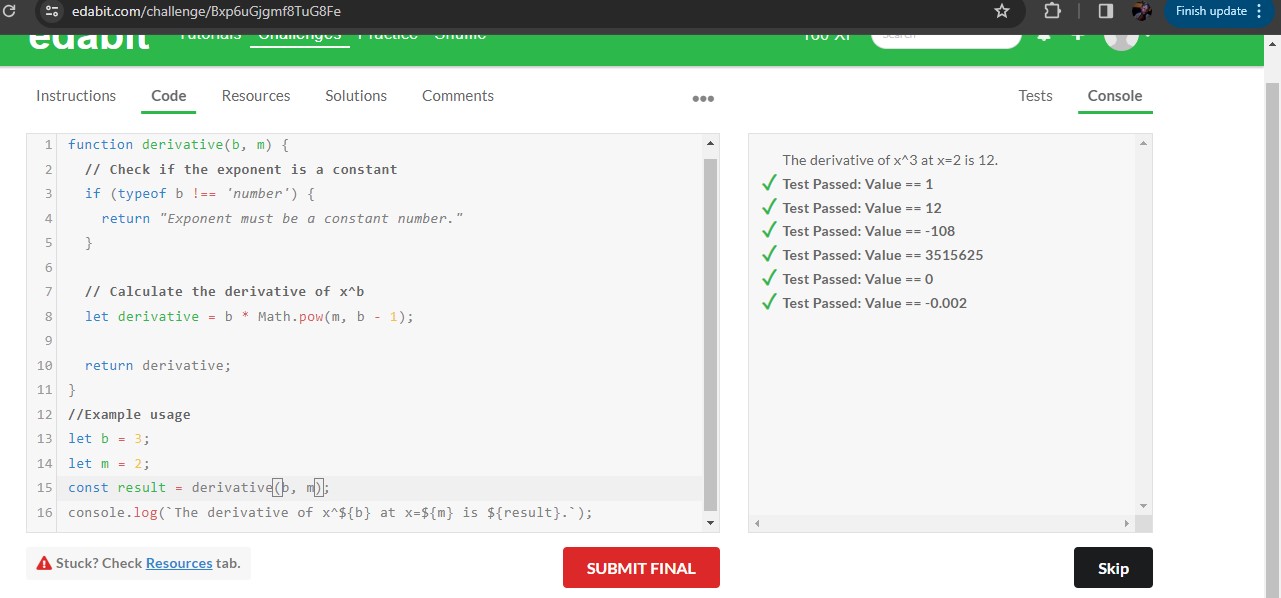 edabit.com/challenge/Bxp6uGjgmf8TuG8Fe
Finish update
edabit Tutorials Challenges Practice Shuffle 160 XP Search
Instructions Code Resources Solutions Comments
Tests Console
1 function derivative(b, m) {
2 // Check if the exponent is a constant
3 if (typeof b !== 'number') {
4 return "Exponent must be a constant number."
5 }
6
7 // Calculate the derivative of x^b
8 let derivative = b * Math.pow(m, b - 1);
9
10 return derivative;
11 }
12 //Example usage
13 let b = 3;
14 let m = 2;
15 const result = derivative(b, m);
16 console.log(`The derivative of x^${b} at x=${m} is ${result}.`);
The derivative of x^3 at x=2 is 12.
Test Passed: Value == 1
Test Passed: Value == 12
Test Passed: Value == -108
Test Passed: Value == 3515625
Test Passed: Value == 0
Test Passed: Value == -0.002
Stuck? Check Resources tab.
SUBMIT FINAL
Skip